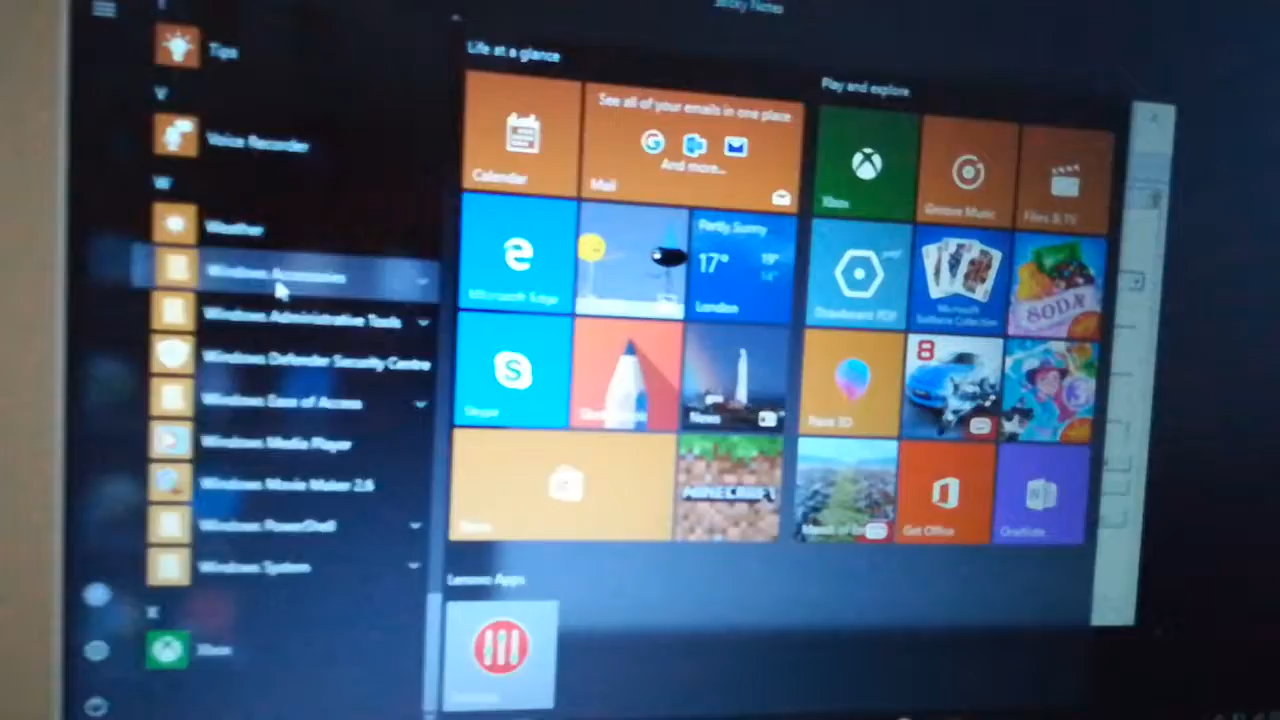 Sticky Notes
T
Tips
V
Voice Recorder
W
Weather
Windows Accessories
Windows Administrative Tools
Windows Defender Security Centre
Windows Ease of Access
Windows Media Player
Windows Movie Maker 2.6
Windows PowerShell
Windows System
X
Xbox
Life at a glance
Calendar
See all of your emails in one place
And more...
Mail
Microsoft Edge
Partly Sunny
17° 19°
London
Skype
News
Store
MINECRAFT
Play and explore
Xbox
Groove Music
Films & TV
Drawboard PDF
Microsoft
Solitaire Collection
SODA
Paint 3D
8
3
Get Office
OneNote
Lenovo Apps